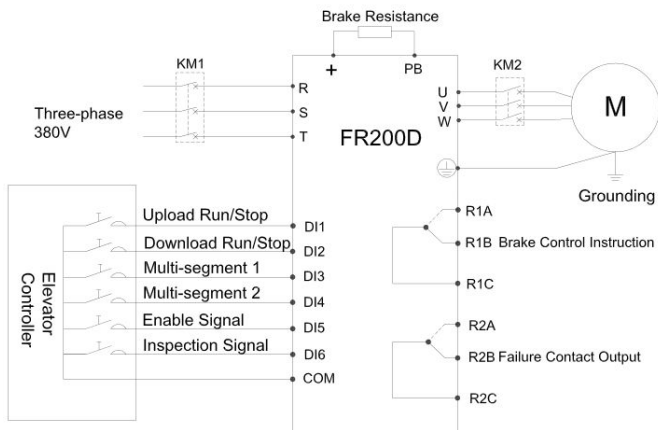 Brake Resistance
KM1
+
PB
KM2
R
S
T
Three-phase
380V
FR200D
U
V
W
M
Grounding
Elevator
Controller
Upload Run/Stop
DI1
Download Run/Stop
DI2
Multi-segment 1
DI3
Multi-segment 2
DI4
Enable Signal
DI5
Inspection Signal
DI6
COM
R1A
R1B Brake Control Instruction
R1C
R2A
R2B Failure Contact Output
R2C